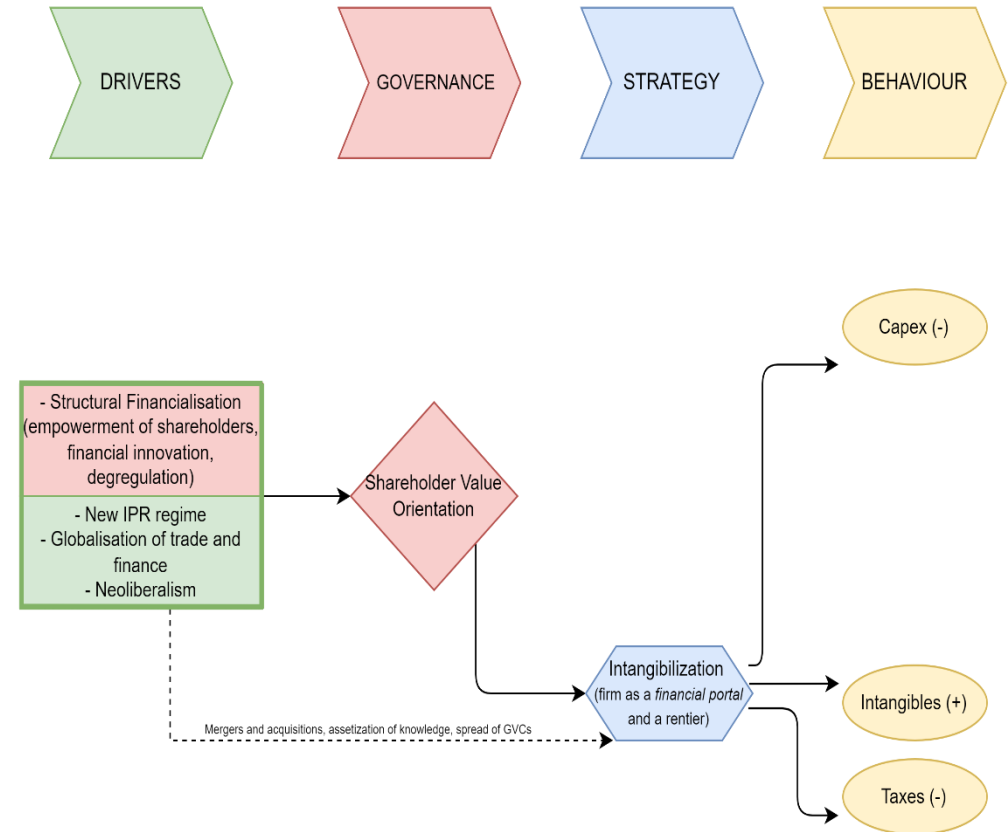 DRIVERS
GOVERNANCE
STRATEGY
BEHAVIOUR
Capex (-)
- Structural Financialisation
(empowerment of shareholders,
financial innovation,
degregulation)
- New IPR regime
- Globalisation of trade and
finance
- Neoliberalism
Shareholder Value
Orientation
Intangibilization
(firm as a financial portal
and a rentier)
Intangibles (+)
Mergers and acquisitions, assetization of knowledge, spread of GVCs
Taxes (-)